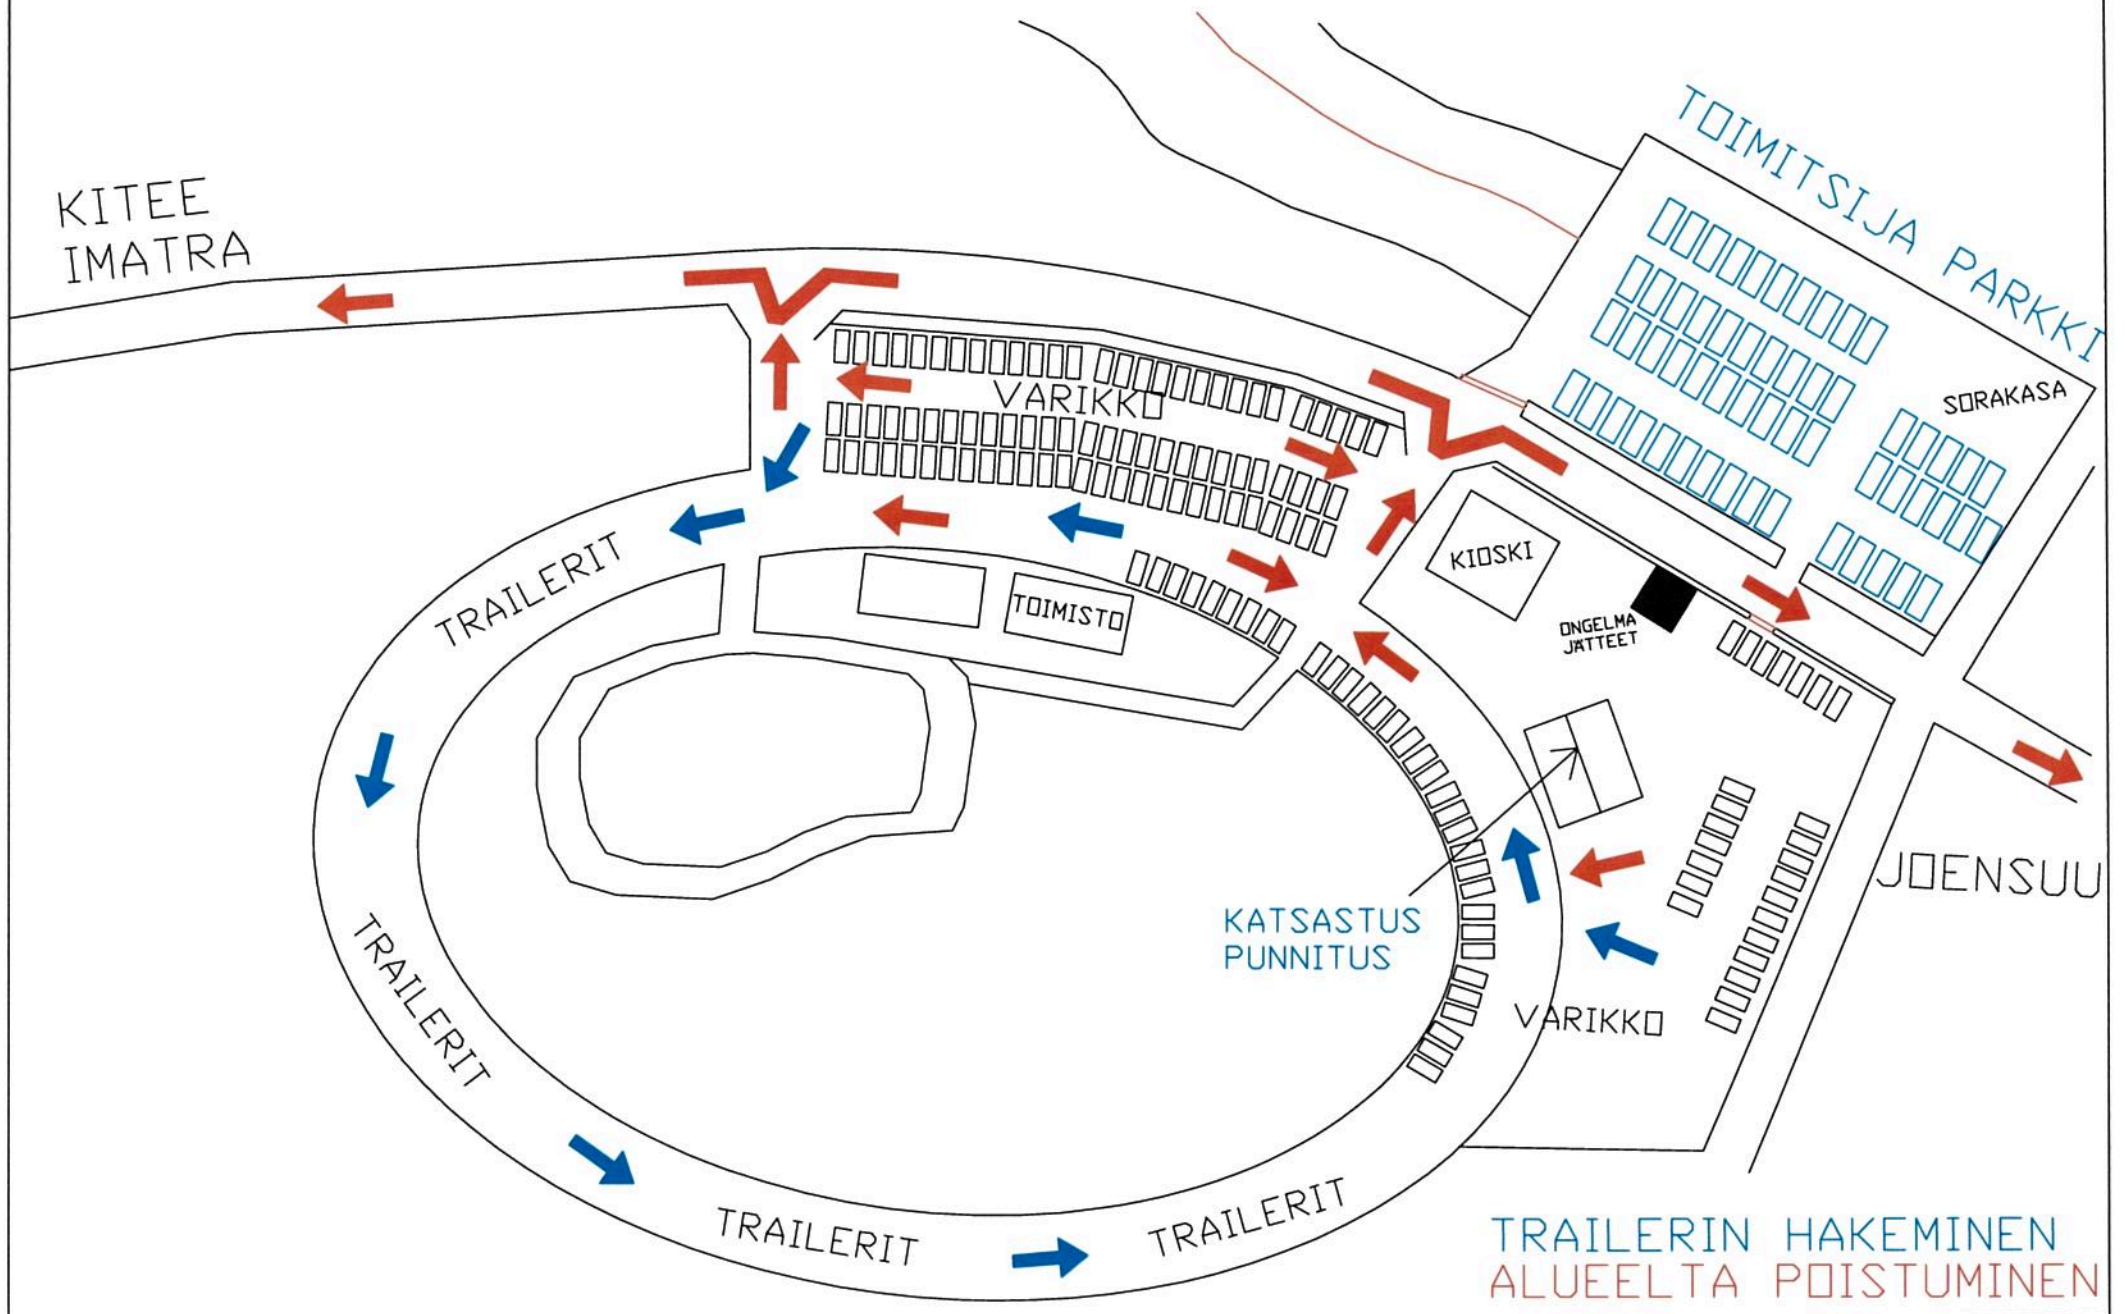 TOIMITSIJA PARKKI
KITEE
IMATRA
SORAKASA
VARIKKO
KIOSKI
TRAILERIT
TOIMISTO
ONGELMA
JÄTTEET
JOENSUU
KATSASTUS
PUNNITUS
TRAILERIT
VARIKKO
TRAILERIT
TRAILERIT
TRAILERIN HAKEMINEN
ALUEELTA POISTUMINEN